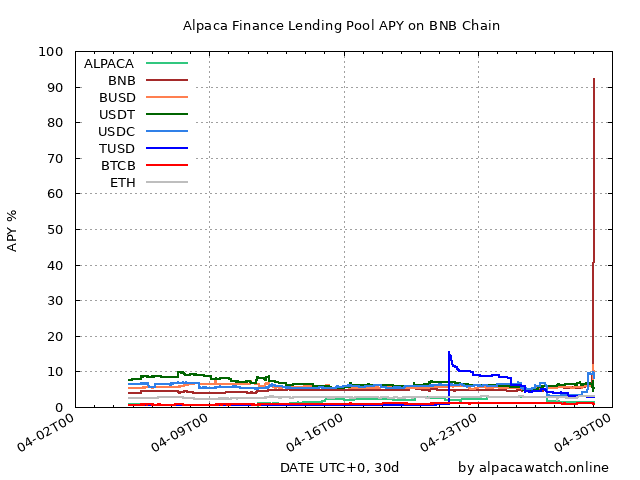 Alpaca Finance Lending Pool APY on BNB Chain
100
90
80
70
60
50
40
30
20
10
0
APY %
ALPACA
BNB
BUSD
USDT
USDC
TUSD
BTCB
ETH
04-02T00
04-09T00
04-16T00
04-23T00
04-30T00
DATE UTC+0, 30d
by alpacawatch.online